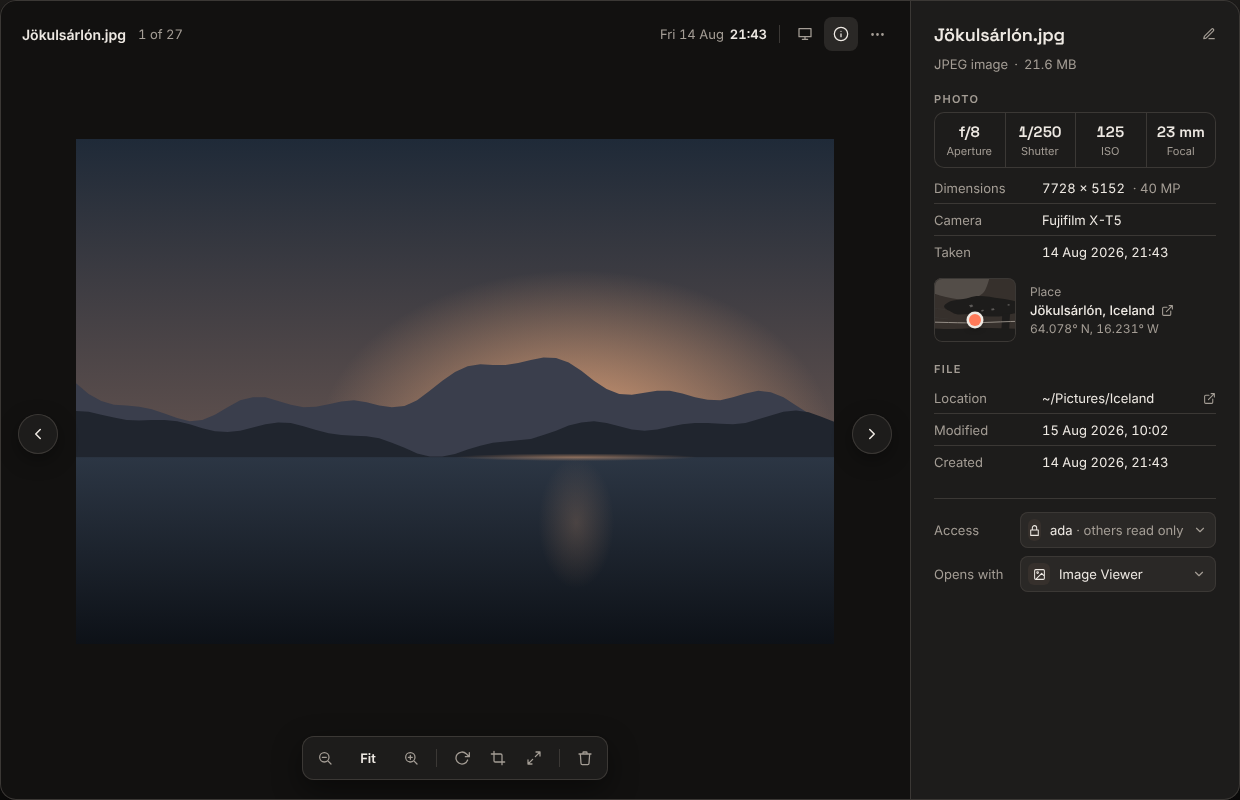 Jökulsárlón.jpg 1 of 27
Fri 14 Aug 21:43
Fit
Jökulsárlón.jpg
JPEG image · 21.6 MB
PHOTO
f/8 1/250 125 23 mm
Aperture Shutter ISO Focal
Dimensions 7728 × 5152 · 40 MP
Camera Fujifilm X-T5
Taken 14 Aug 2026, 21:43
Place
Jökulsárlón, Iceland
64.078° N, 16.231° W
FILE
Location ~/Pictures/Iceland
Modified 15 Aug 2026, 10:02
Created 14 Aug 2026, 21:43
Access ada · others read only
Opens with Image Viewer